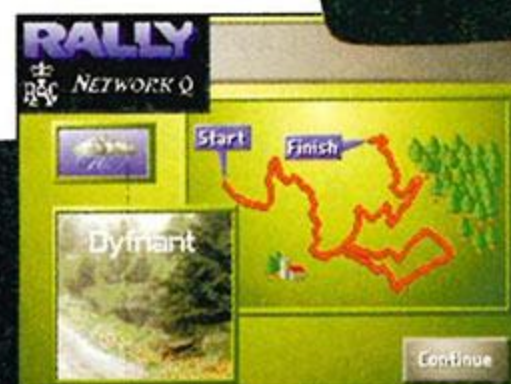 RALLY
RAC NETWORK Q
Start
Finish
Dyfnant
Continue